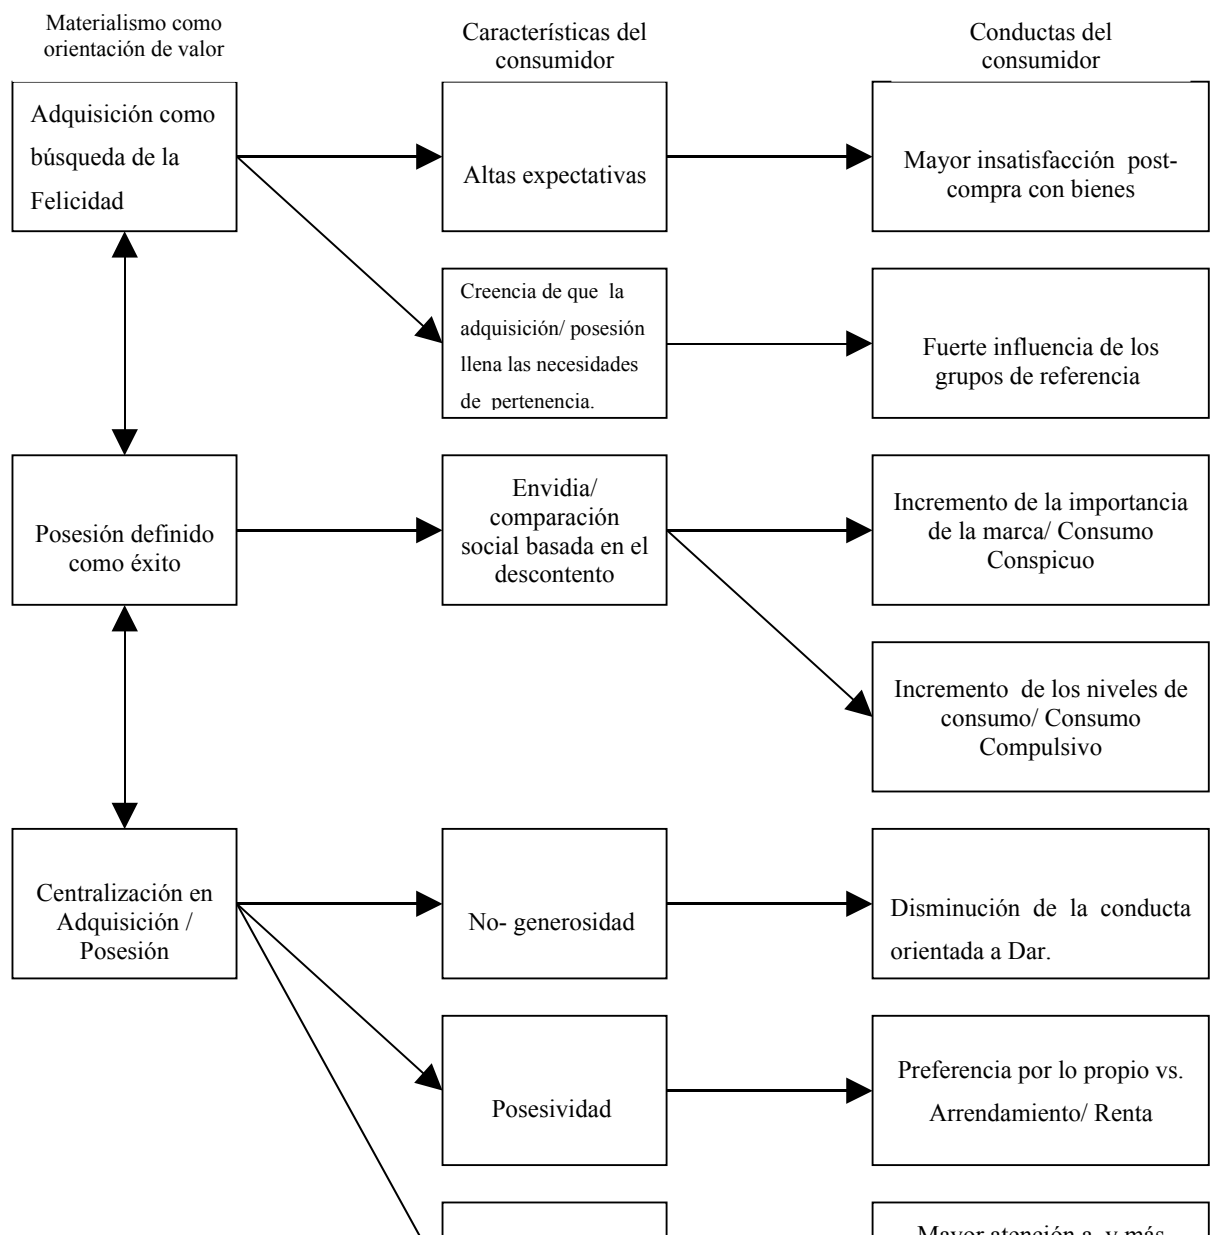 Materialismo como
orientación de valor
Características del
consumidor
Conductas del
consumidor
Adquisición como
búsqueda de la
Felicidad
Altas expectativas
Mayor insatisfacción post-
compra con bienes
Creencia de que la
adquisición/ posesión
llena las necesidades
de pertenencia.
Fuerte influencia de los
grupos de referencia
Posesión definido
como éxito
Envidia/
comparación
social basada en el
descontento
Incremento de la importancia
de la marca/ Consumo
Conspicuo
Incremento de los niveles de
consumo/ Consumo
Compulsivo
Centralización en
Adquisición /
Posesión
No- generosidad
Disminución de la conducta
orientada a Dar.
Posesividad
Preferencia por lo propio vs.
Arrendamiento/ Renta
Mayor atención a y más